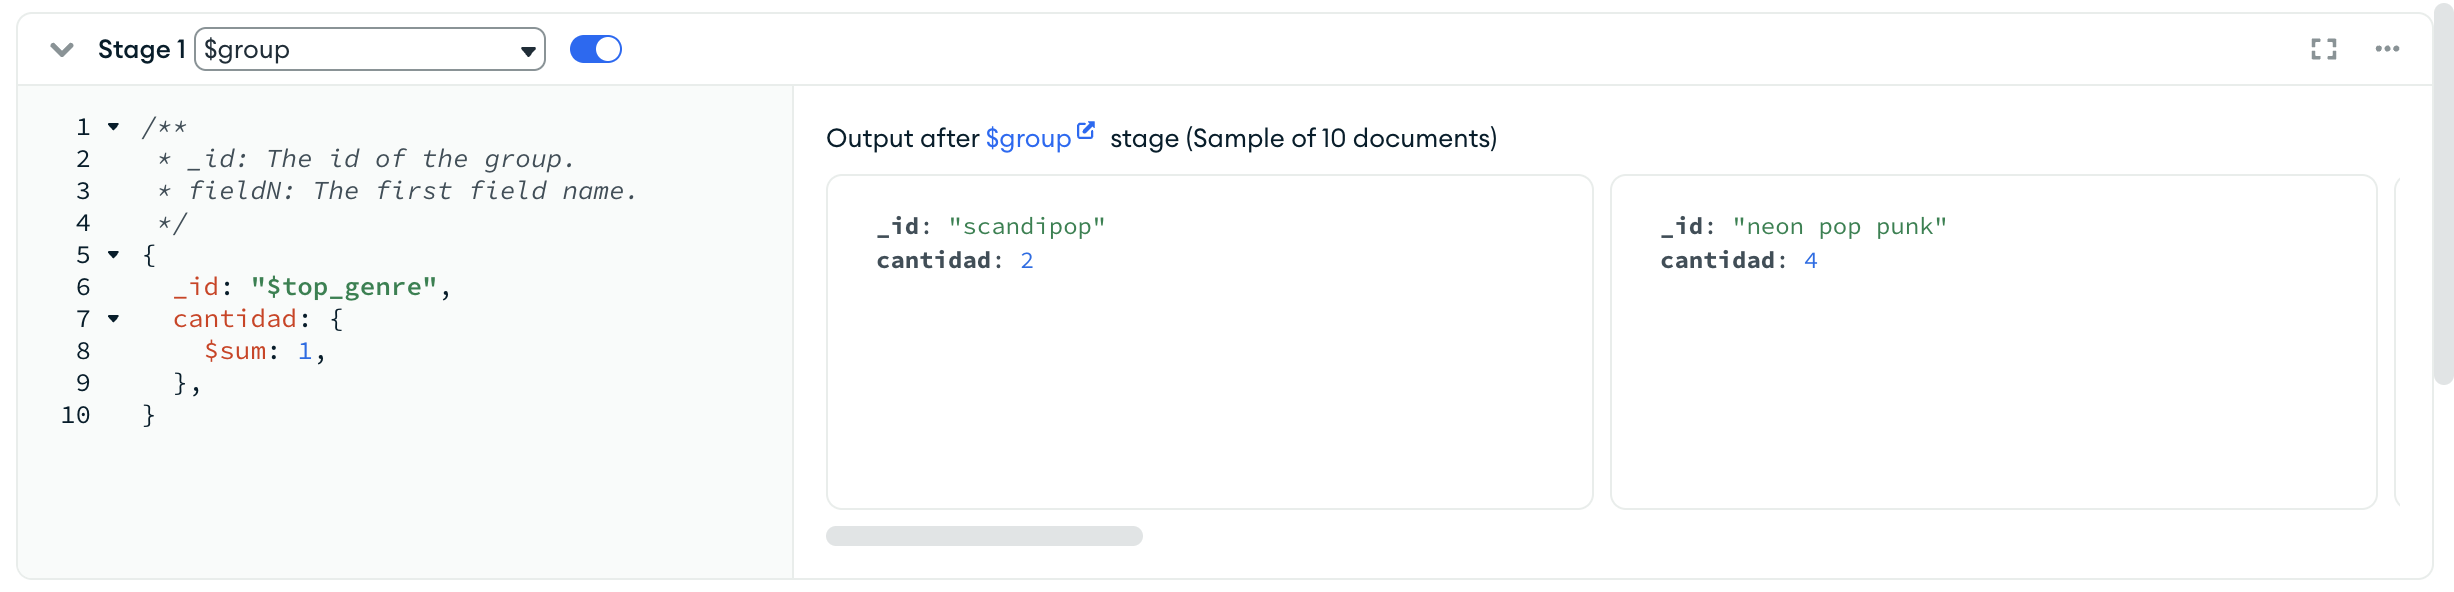 Stage 1 $group
1 /**
2  * _id: The id of the group.
3  * fieldN: The first field name.
4  */
5 {
6   _id: "$top_genre",
7   cantidad: {
8     $sum: 1,
9   },
10 }
Output after $group stage (Sample of 10 documents)
_id: "scandipop"
cantidad: 2
_id: "neon pop punk"
cantidad: 4